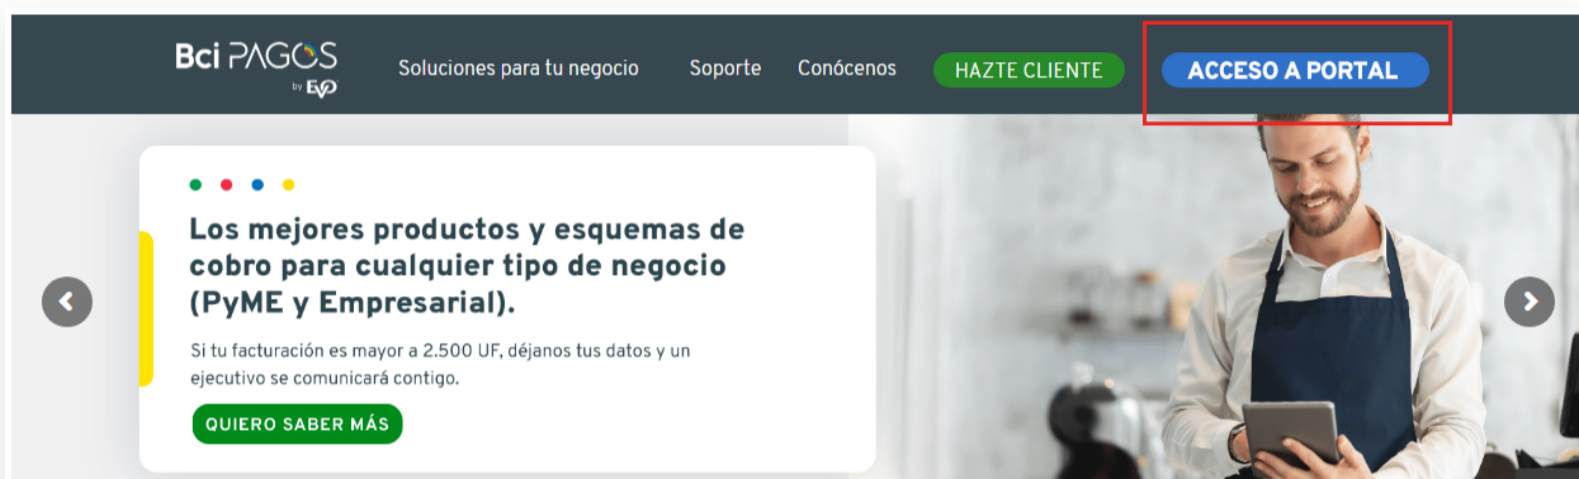 Bci PAGOS
by EVO
Soluciones para tu negocio
Soporte
Conócenos
HAZTE CLIENTE
ACCESO A PORTAL
Los mejores productos y esquemas de
cobro para cualquier tipo de negocio
(PyME y Empresarial).
Si tu facturación es mayor a 2.500 UF, déjanos tus datos y un
ejecutivo se comunicará contigo.
QUIERO SABER MÁS